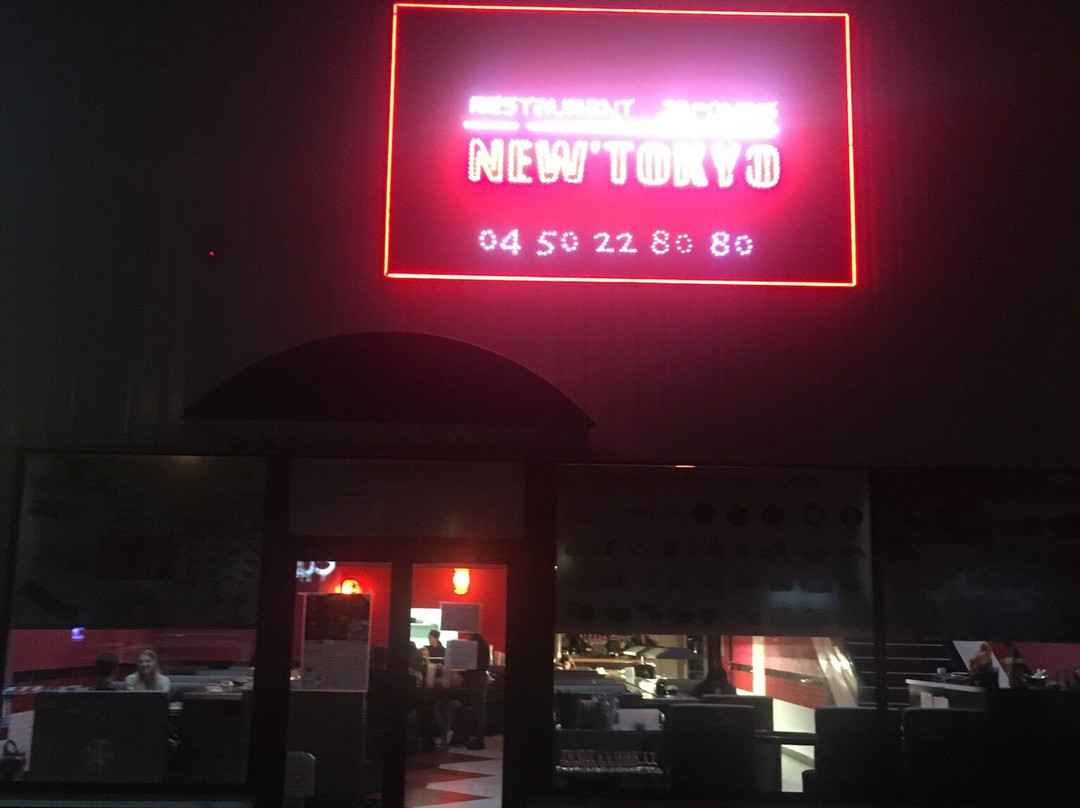 RESTAURANT JAPONAIS
NEW'TOKYO
04 50 22 80 80